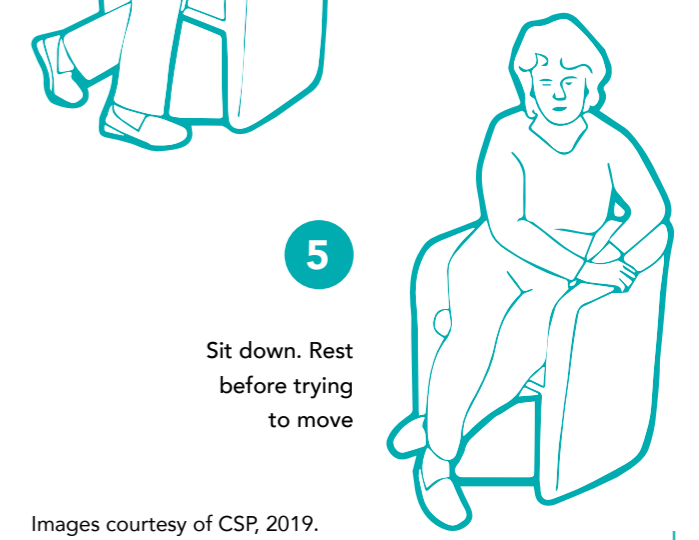 5
Sit down. Rest
before trying
to move
Images courtesy of CSP, 2019.